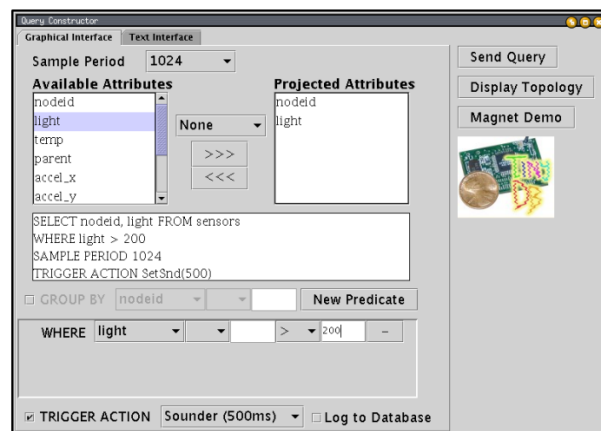 Query Constructor
Graphical Interface Text Interface
Sample Period 1024
Available Attributes
nodeid
light
temp
parent
accel_x
accel_y
None
>>>
<<<
Projected Attributes
nodeid
light
SELECT nodeid, light FROM sensors
WHERE light > 200
SAMPLE PERIOD 1024
TRIGGER ACTION SetSnd(500)
GROUP BY nodeid New Predicate
WHERE light > 200 –
TRIGGER ACTION Sounder (500ms) Log to Database
Send Query
Display Topology
Magnet Demo
Tiny
DB